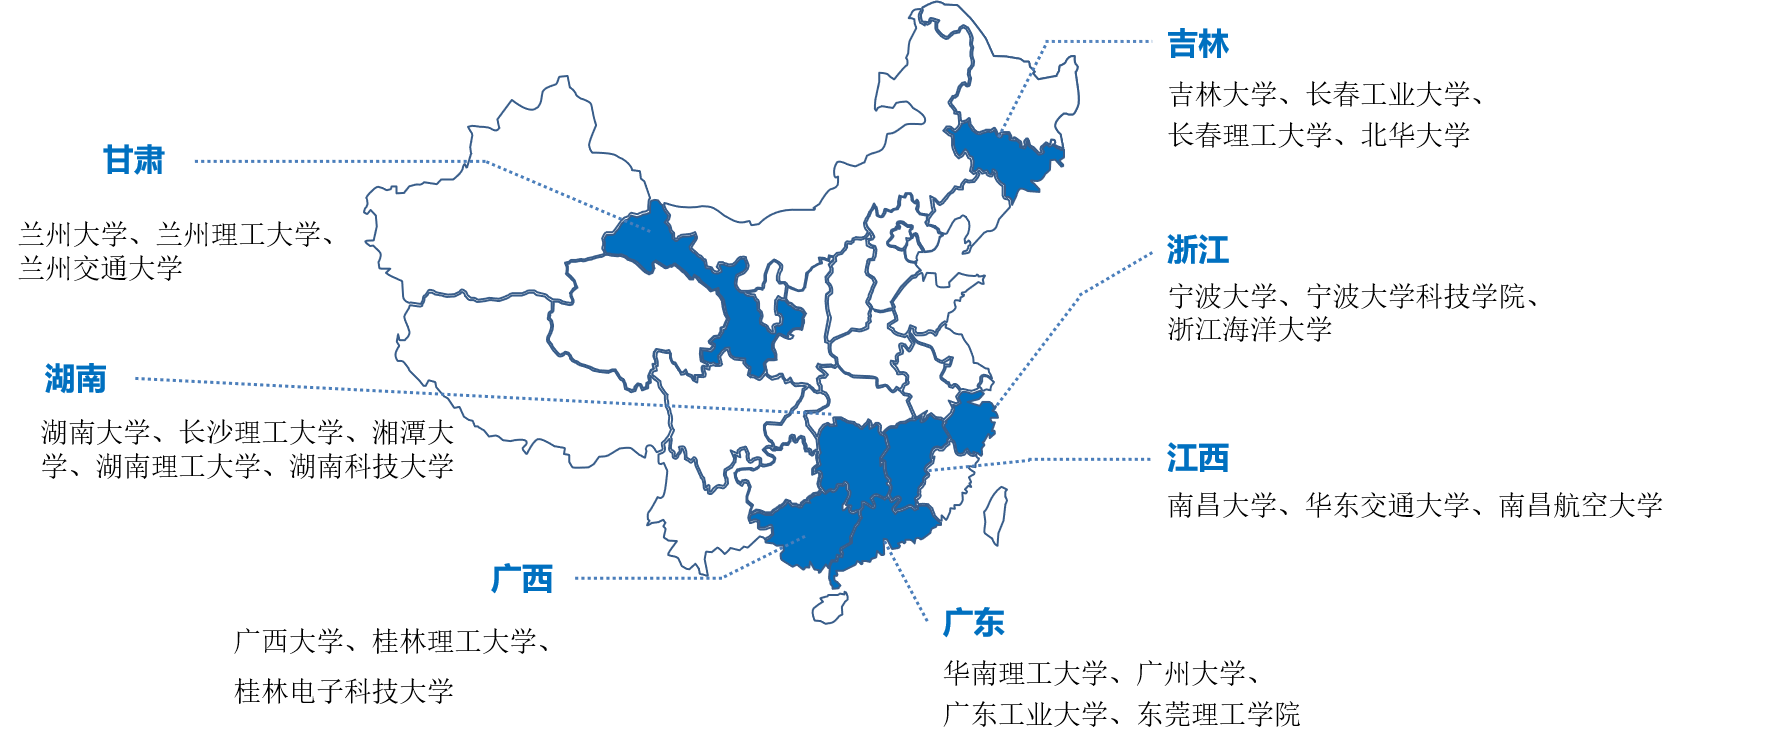 吉林
吉林大学、长春工业大学、
长春理工大学、北华大学
甘肃
兰州大学、兰州理工大学、
兰州交通大学
浙江
宁波大学、宁波大学科技学院、
浙江海洋大学
湖南
湖南大学、长沙理工大学、湘潭大
学、湖南理工大学、湖南科技大学
江西
南昌大学、华东交通大学、南昌航空大学
广西
广西大学、桂林理工大学、
桂林电子科技大学
广东
华南理工大学、广州大学、
广东工业大学、东莞理工学院